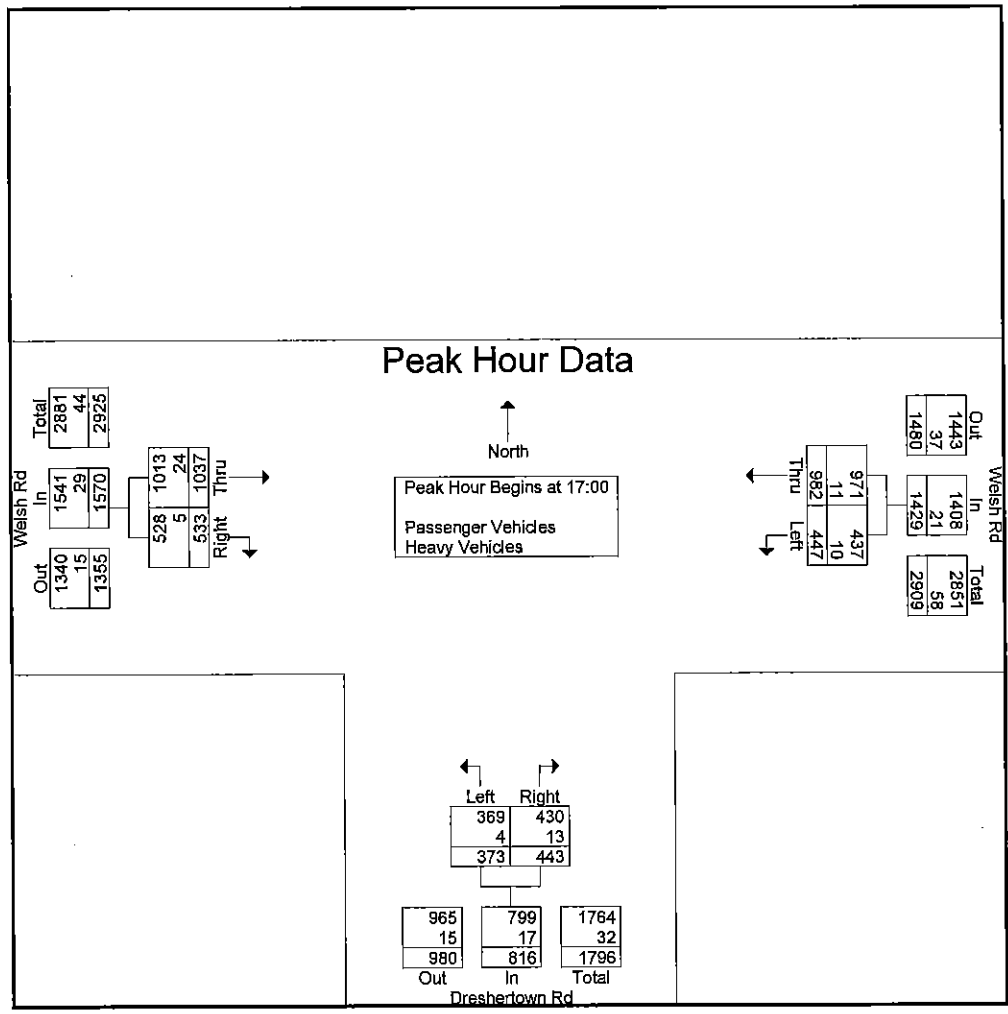 Peak Hour Data
North
Peak Hour Begins at 17:00
Passenger Vehicles
Heavy Vehicles
Welsh Rd
Out In Total
1340 1541 2881
15 29 44
1355 1570 2925
Right Thru
528 1013
5 24
533 1037
Welsh Rd
Out In Total
1443 1408 2851
37 21 58
1480 1429 2909
Thru Left
971 437
11 10
982 447
Left Right
369 430
4 13
373 443
965 799 1764
15 17 32
980 816 1796
Out In Total
Dreshertown Rd